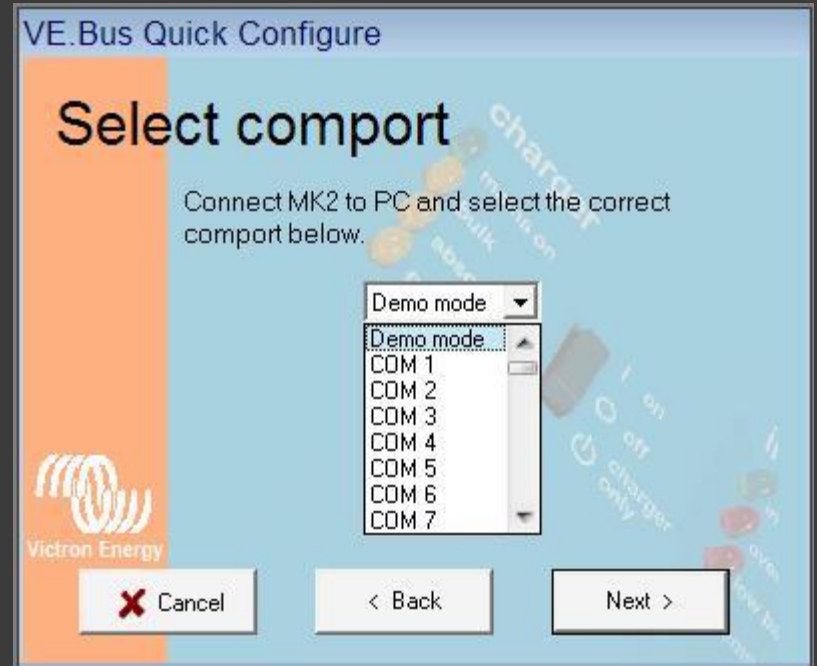 VE.Bus Quick Configure
Select comport
Connect MK2 to PC and select the correct
comport below.
Demo mode
Demo mode
COM 1
COM 2
COM 3
COM 4
COM 5
COM 6
COM 7
charger
mains on
bulk
on
off
charger
only
Victron Energy
Cancel
< Back
Next >